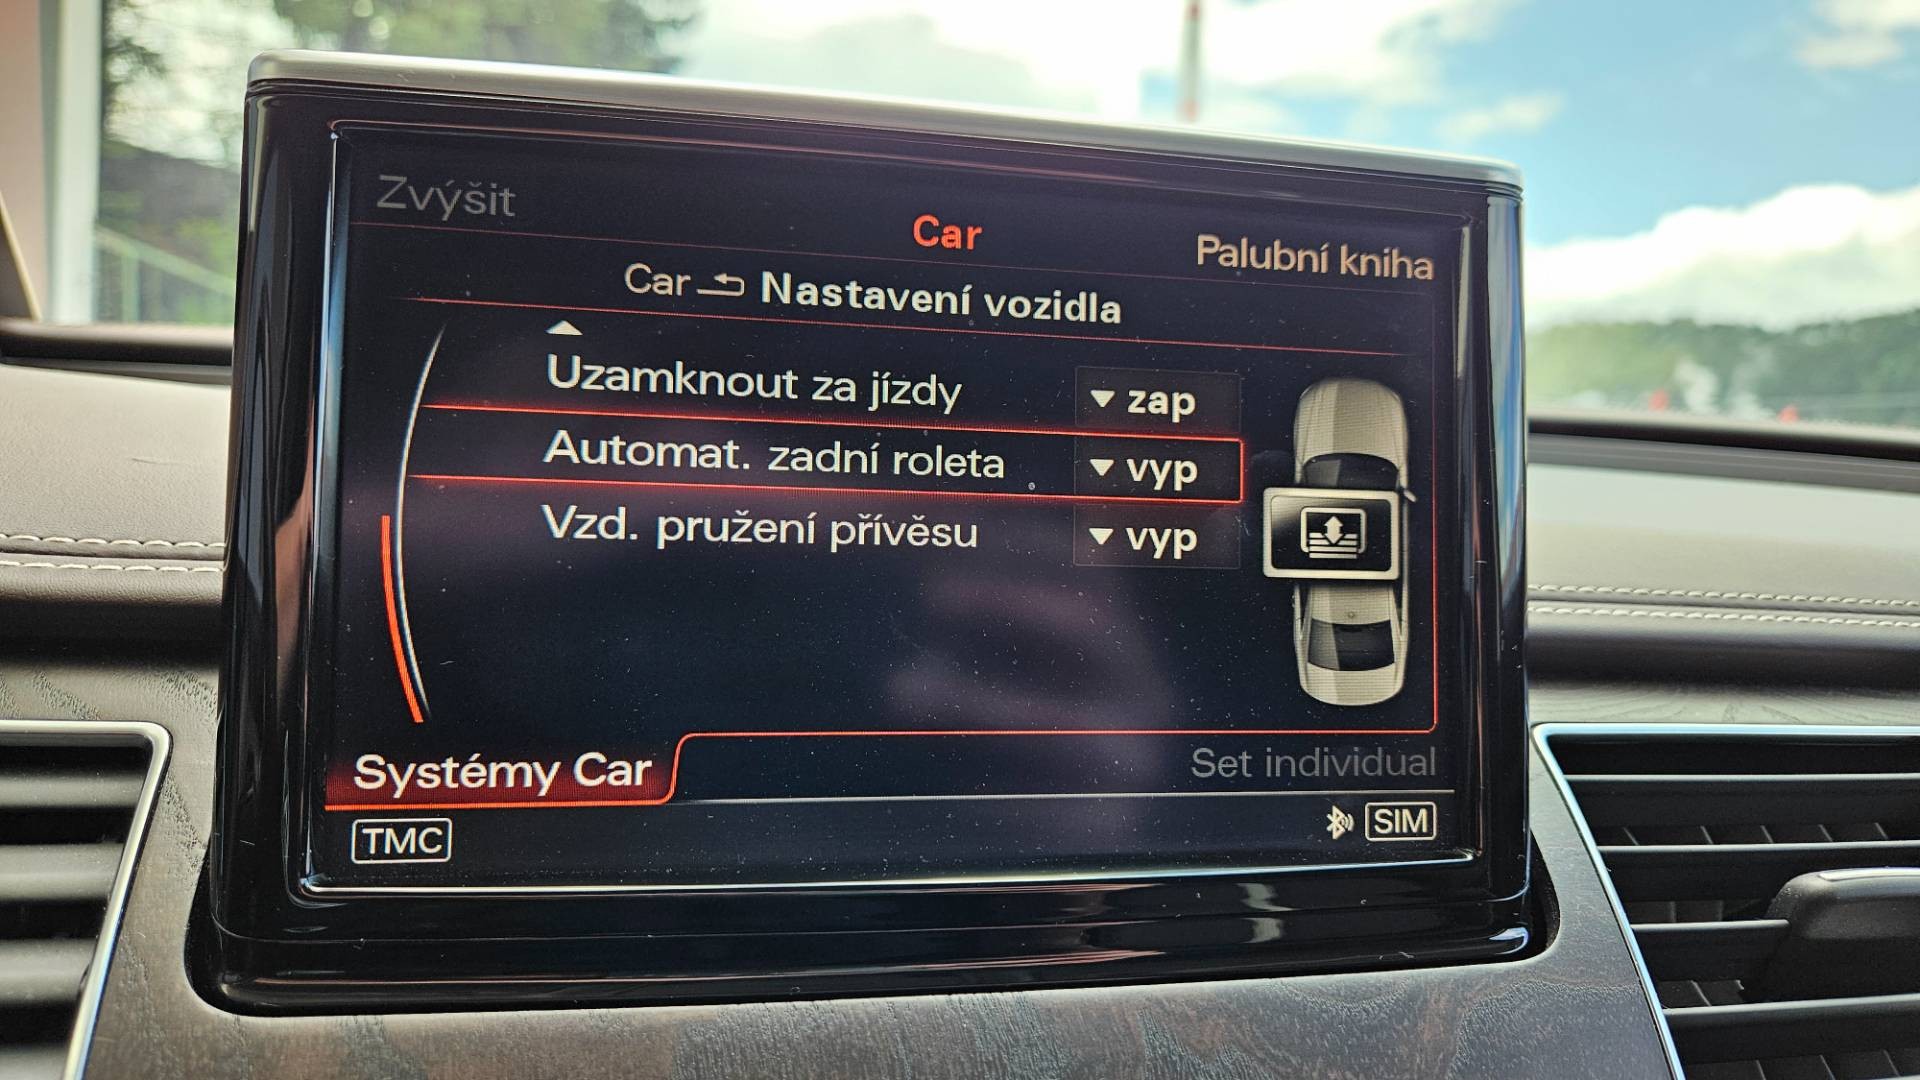 Zvýšit
Car
Palubní kniha
Car Nastavení vozidla
Uzamknout za jízdy zap
Automat. zadní roleta vyp
Vzd. pružení přívěsu vyp
Systémy Car
Set individual
TMC
SIM